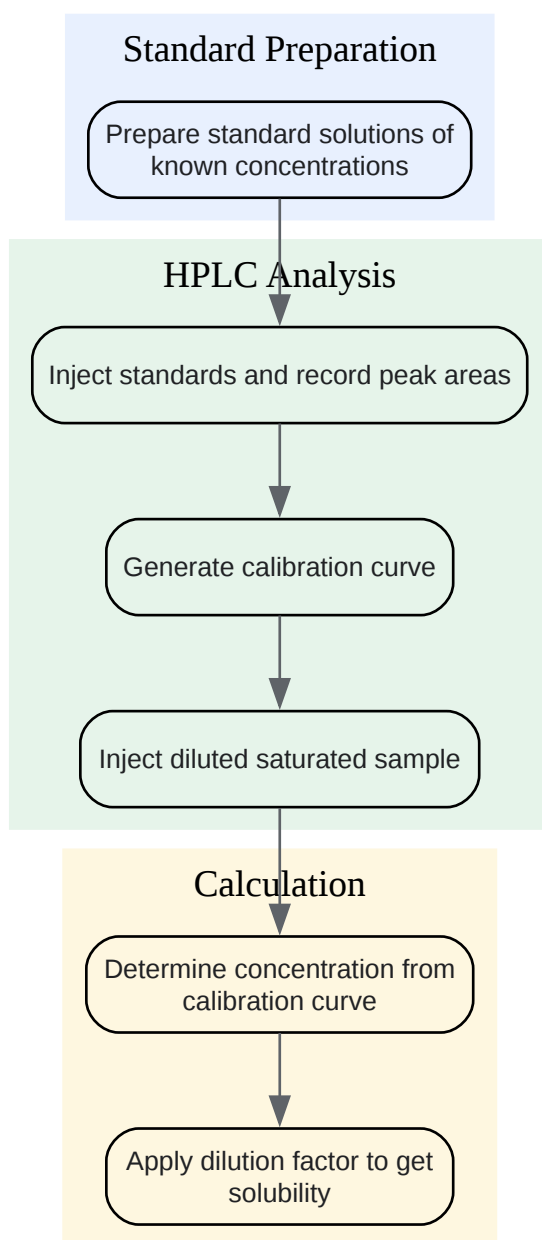 Standard Preparation
Prepare standard solutions of
known concentrations
HPLC Analysis
Inject standards and record peak areas
Generate calibration curve
Inject diluted saturated sample
Calculation
Determine concentration from
calibration curve
Apply dilution factor to get
solubility